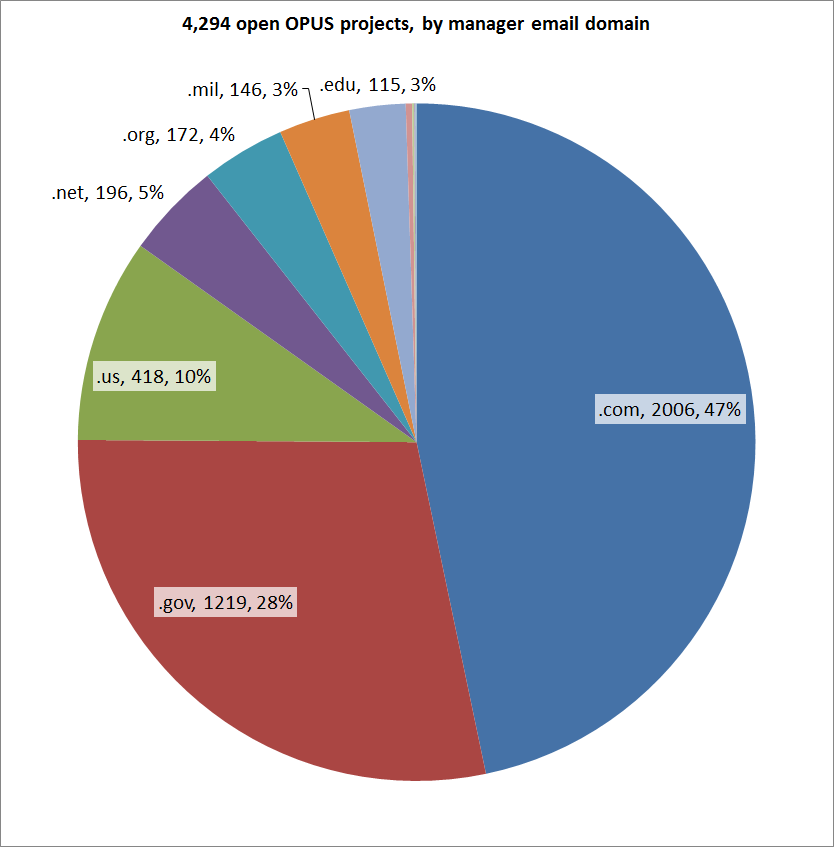 4,294 open OPUS projects, by manager email domain
.mil, 146, 3%
.edu, 115, 3%
.org, 172, 4%
.net, 196, 5%
.us, 418, 10%
.com, 2006, 47%
.gov, 1219, 28%